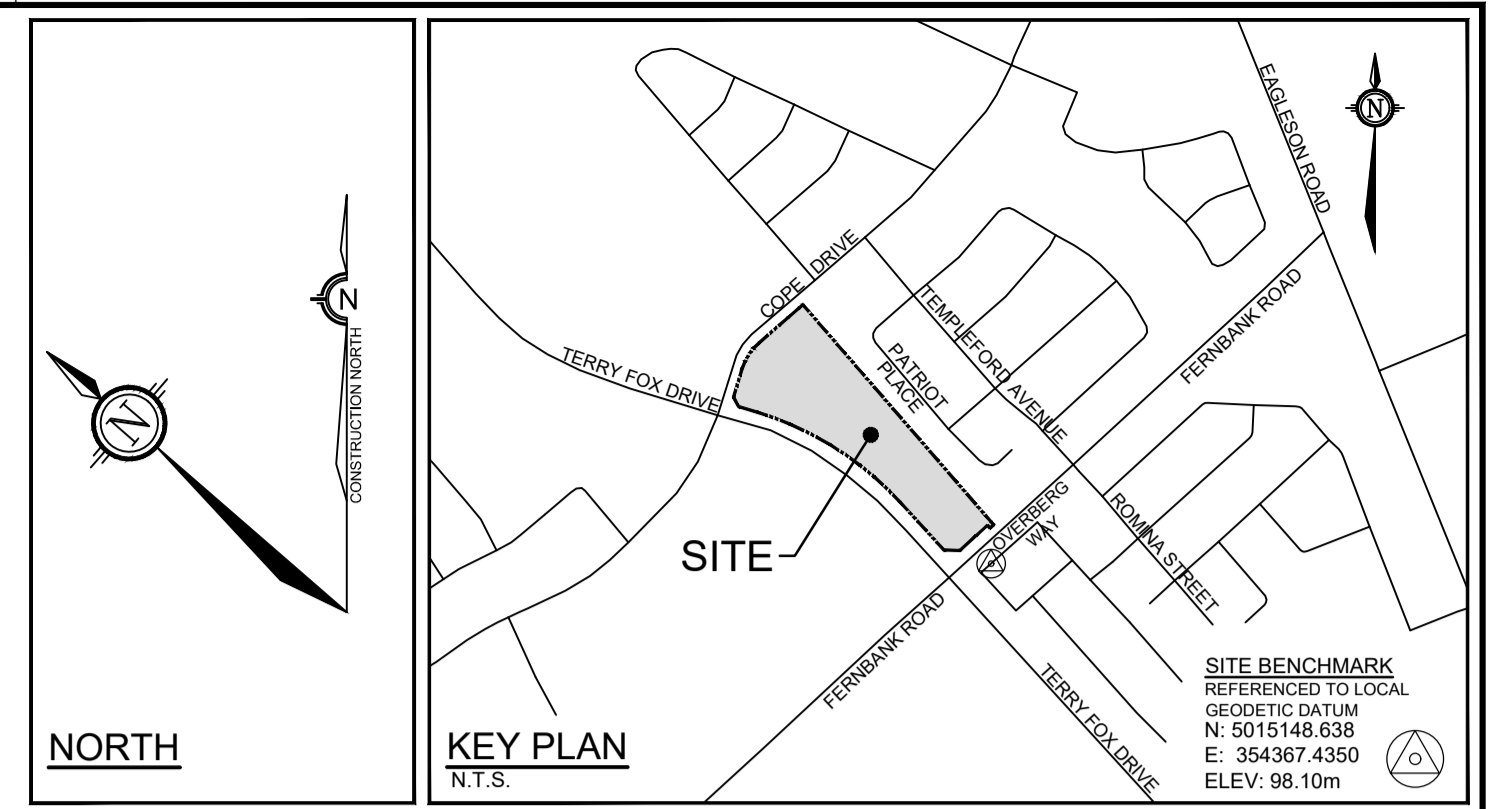 N
N
CONSTRUCTION NORTH
NORTH
N
EAGLESON ROAD
COPE DRIVE
TERRY FOX DRIVE
TEMPLEFORD AVENUE
PATRIOT
PLACE
FERNBANK ROAD
SITE
OVERBERG
WAY
ROMINA STREET
FERNBANK ROAD
TERRY FOX DRIVE
KEY PLAN
N.T.S.
SITE BENCHMARK
REFERENCED TO LOCAL
GEODETIC DATUM
N: 5015148.638
E: 354367.4350
ELEV: 98.10m